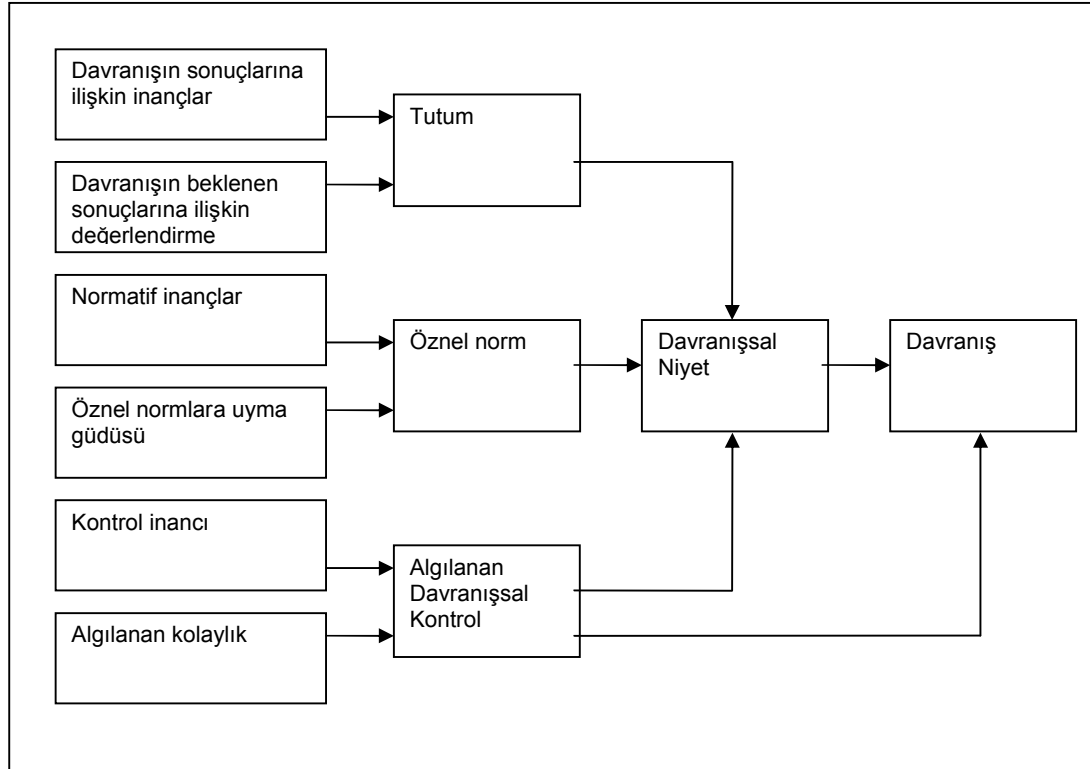 Davranışın sonuçlarına
ilişkin inançlar
Tutum
Davranışın beklenen
sonuçlarına ilişkin
değerlendirme
Normatif inançlar
Öznel norm
Davranışsal
Niyet
Davranış
Öznel normlara uyma
güdüsü
Kontrol inancı
Algılanan
Davranışsal
Kontrol
Algılanan kolaylık